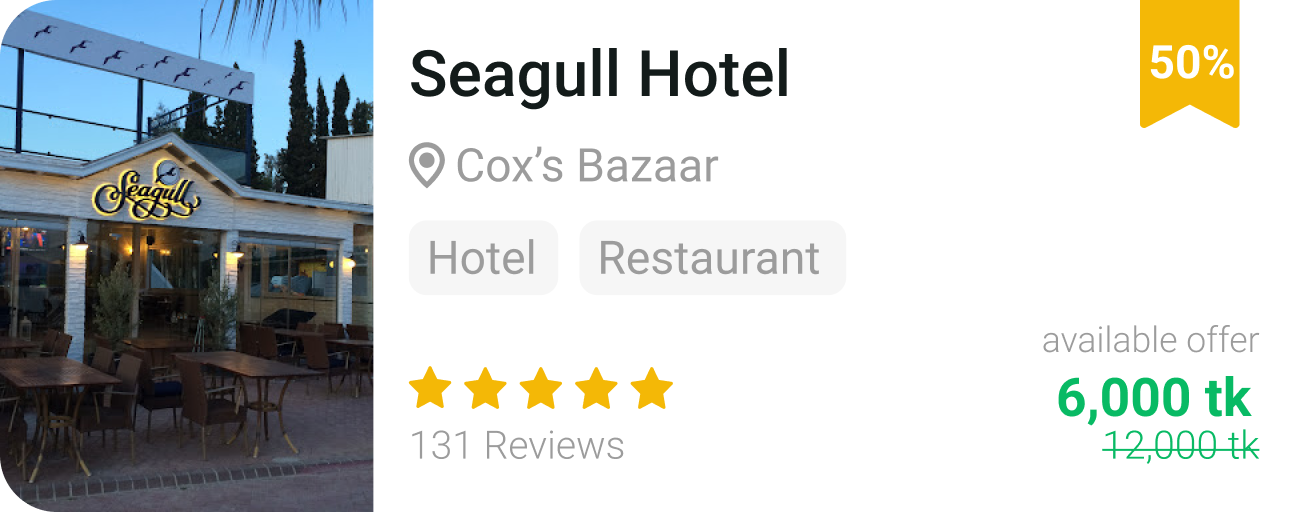 Seagull
Seagull Hotel
50%
Cox’s Bazaar
Hotel
Restaurant
available offer
6,000 tk
12,000 tk
131 Reviews